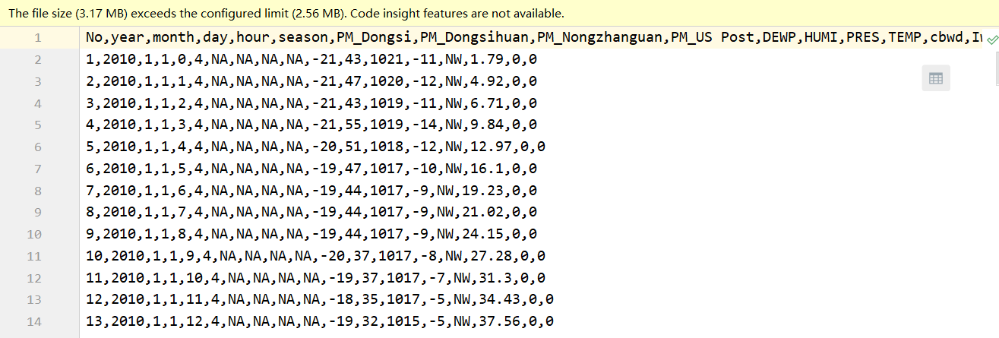 The file size (3.17 MB) exceeds the configured limit (2.56 MB). Code insight features are not available.
1 No,year,month,day,hour,season,PM_Dongsi,PM_Dongsihuan,PM_Nongzhanguan,PM_US Post,DEWP,HUMI,PRES,TEMP,cbwd,
2 1,2010,1,1,0,4,NA,NA,NA,NA,-21,43,1021,-11,NW,1.79,0,0
3 2,2010,1,1,1,4,NA,NA,NA,NA,-21,47,1020,-12,NW,4.92,0,0
4 3,2010,1,1,2,4,NA,NA,NA,NA,-21,43,1019,-11,NW,6.71,0,0
5 4,2010,1,1,3,4,NA,NA,NA,NA,-21,55,1019,-14,NW,9.84,0,0
6 5,2010,1,1,4,4,NA,NA,NA,NA,-20,51,1018,-12,NW,12.97,0,0
7 6,2010,1,1,5,4,NA,NA,NA,NA,-19,47,1017,-10,NW,16.1,0,0
8 7,2010,1,1,6,4,NA,NA,NA,NA,-19,44,1017,-9,NW,19.23,0,0
9 8,2010,1,1,7,4,NA,NA,NA,NA,-19,44,1017,-9,NW,21.02,0,0
10 9,2010,1,1,8,4,NA,NA,NA,NA,-19,44,1017,-9,NW,24.15,0,0
11 10,2010,1,1,9,4,NA,NA,NA,NA,-20,37,1017,-8,NW,27.28,0,0
12 11,2010,1,1,10,4,NA,NA,NA,NA,-19,37,1017,-7,NW,31.3,0,0
13 12,2010,1,1,11,4,NA,NA,NA,NA,-18,35,1017,-5,NW,34.43,0,0
14 13,2010,1,1,12,4,NA,NA,NA,NA,-19,32,1015,-5,NW,37.56,0,0